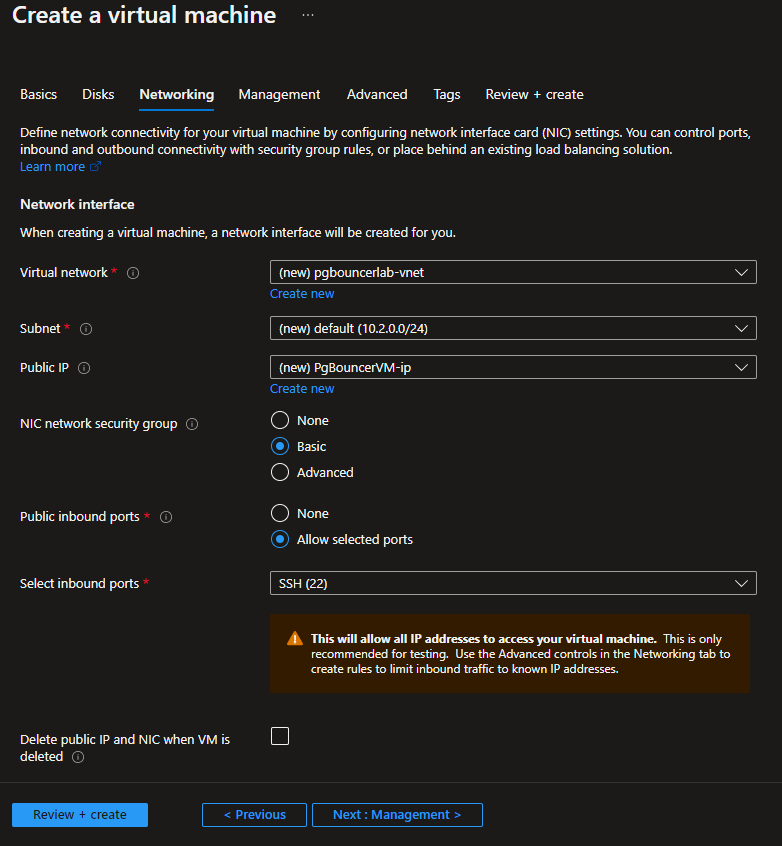 Create a virtual machine ...
Basics Disks Networking Management Advanced Tags Review + create
Define network connectivity for your virtual machine by configuring network interface card (NIC) settings. You can control ports,
inbound and outbound connectivity with security group rules, or place behind an existing load balancing solution.
Learn more
Network interface
When creating a virtual machine, a network interface will be created for you.
Virtual network *
(new) pgbouncerlab-vnet
Create new
Subnet *
(new) default (10.2.0.0/24)
Public IP
(new) PgBouncerVM-ip
Create new
NIC network security group
None
Basic
Advanced
Public inbound ports *
None
Allow selected ports
Select inbound ports *
SSH (22)
This will allow all IP addresses to access your virtual machine. This is only
recommended for testing. Use the Advanced controls in the Networking tab to
create rules to limit inbound traffic to known IP addresses.
Delete public IP and NIC when VM is
deleted
Review + create
< Previous
Next : Management >